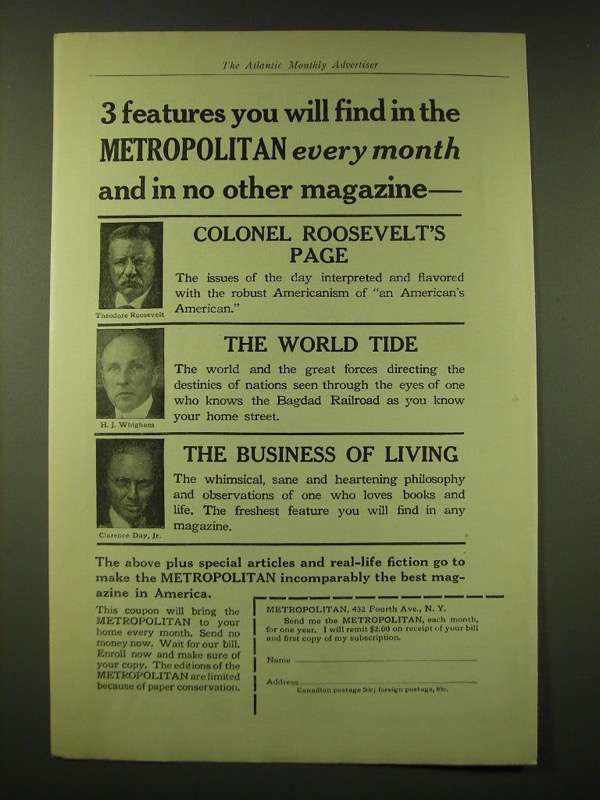 The Atlantic Monthly Advertiser
3 features you will find in the
METROPOLITAN every month
and in no other magazine—
Theodore Roosevelt
COLONEL ROOSEVELT'S
PAGE
The issues of the day interpreted and flavored
with the robust Americanism of "an American's
American."
H. J. Whigham
THE WORLD TIDE
The world and the great forces directing the
destinies of nations seen through the eyes of one
who knows the Bagdad Railroad as you know
your home street.
Clarence Day, Jr.
THE BUSINESS OF LIVING
The whimsical, sane and heartening philosophy
and observations of one who loves books and
life. The freshest feature you will find in any
magazine.
The above plus special articles and real-life fiction go to
make the METROPOLITAN incomparably the best mag-
azine in America.
This coupon will bring the
METROPOLITAN to your
home every month. Send no
money now. Wait for our bill.
Enroll now and make sure of
your copy. The editions of the
METROPOLITAN are limited
because of paper conservation.
METROPOLITAN, 432 Fourth Ave., N. Y.
Send me the METROPOLITAN, each month,
for one year. I will remit $2.00 on receipt of your bill
and first copy of my subscription.
Name
Address
Canadian postage foreign postage,